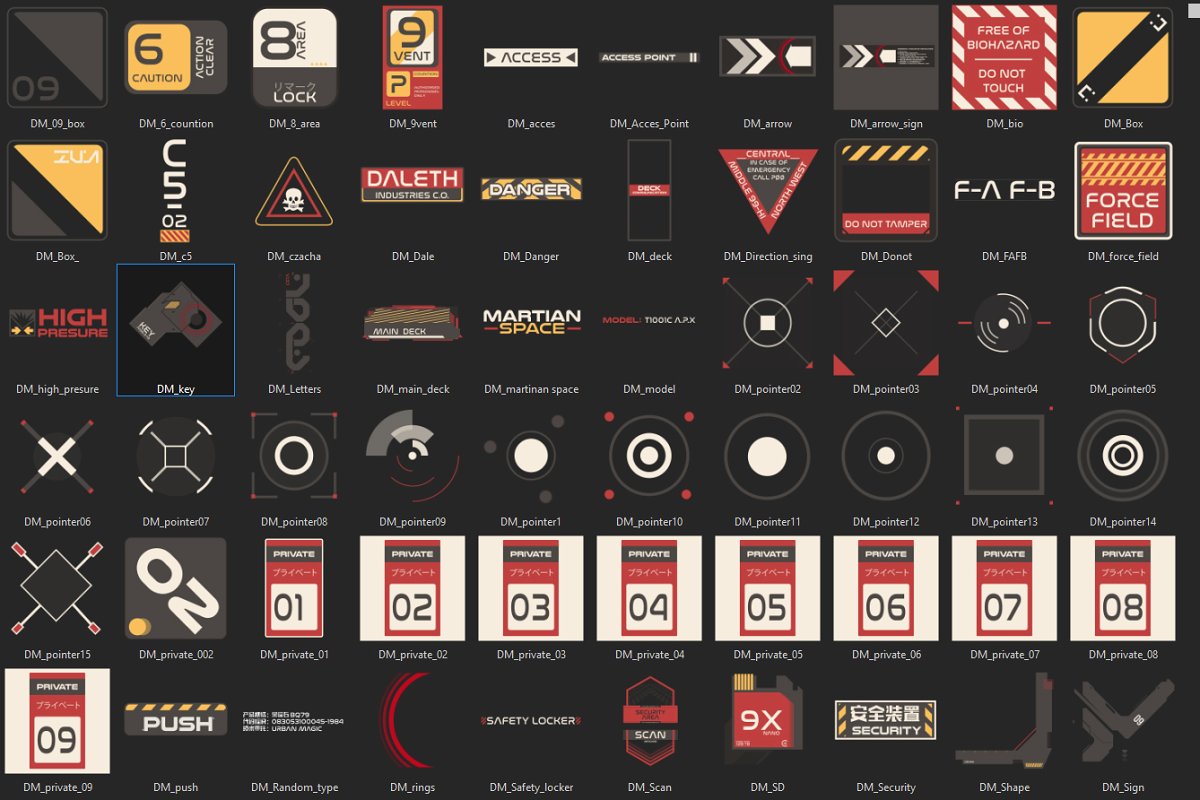 09
6
CAUTION
ACTION
CLEAR
8
AREA
リマーク
LOCK
9
VENT
P
LEVEL
ACCESS
ACCESS POINT
FREE OF
BIOHAZARD
DO NOT
TOUCH
DM_09_box
DM_6_countion
DM_8_area
DM_9vent
DM_acces
DM_Acces_Point
DM_arrow
DM_arrow_sign
DM_bio
DM_Box
C
5
02
DALETH
INDUSTRIES C.O.
DANGER
DECK
CENTRAL
IN CASE OF
EMERGENCY
CALL
MIDDLE 99-HI
NORTH WEST
DO NOT TAMPER
F-A F-B
FORCE
FIELD
DM_Box_
DM_c5
DM_czacha
DM_Dale
DM_Danger
DM_deck
DM_Direction_sing
DM_Donot
DM_FAFB
DM_force_field
HIGH
PRESURE
KEY
MAIN DECK
MARTIAN
SPACE
MODEL: T1001C A.P.X
DM_high_presure
DM_key
DM_Letters
DM_main_deck
DM_martinan space
DM_model
DM_pointer02
DM_pointer03
DM_pointer04
DM_pointer05
DM_pointer06
DM_pointer07
DM_pointer08
DM_pointer09
DM_pointer1
DM_pointer10
DM_pointer11
DM_pointer12
DM_pointer13
DM_pointer14
02
PRIVATE
プライベート
01
PRIVATE
プライベート
02
PRIVATE
プライベート
03
PRIVATE
プライベート
04
PRIVATE
プライベート
05
PRIVATE
プライベート
06
PRIVATE
プライベート
07
PRIVATE
プライベート
08
DM_pointer15
DM_private_002
DM_private_01
DM_private_02
DM_private_03
DM_private_04
DM_private_05
DM_private_06
DM_private_07
DM_private_08
PRIVATE
プライベート
09
PUSH
083053100045-1984
URBAN MAGIC
SAFETY LOCKER
SECURITY
AREA
SCAN
9X
NANO
安全装置
SECURITY
09
DM_private_09
DM_push
DM_Random_type
DM_rings
DM_Safety_locker
DM_Scan
DM_SD
DM_Security
DM_Shape
DM_Sign